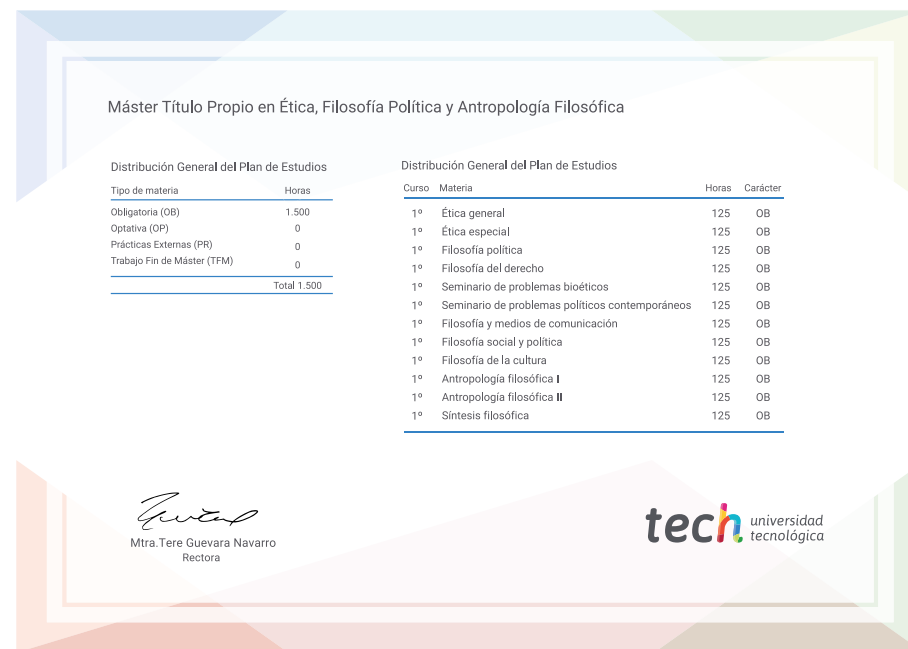 Máster Título Propio en Ética, Filosofía Política y Antropología Filosófica
Distribución General del Plan de Estudios
Tipo de materia Horas
Obligatoria (OB) 1.500
Optativa (OP) 0
Prácticas Externas (PR) 0
Trabajo Fin de Máster (TFM) 0
Total 1.500
Distribución General del Plan de Estudios
Curso Materia Horas Carácter
1º Ética general 125 OB
1º Ética especial 125 OB
1º Filosofía política 125 OB
1º Filosofía del derecho 125 OB
1º Seminario de problemas bioéticos 125 OB
1º Seminario de problemas políticos contemporáneos 125 OB
1º Filosofía y medios de comunicación 125 OB
1º Filosofía social y política 125 OB
1º Filosofía de la cultura 125 OB
1º Antropología filosófica I 125 OB
1º Antropología filosófica II 125 OB
1º Síntesis filosófica 125 OB
Mtra.Tere Guevara Navarro
Rectora
tech universidad
tecnológica